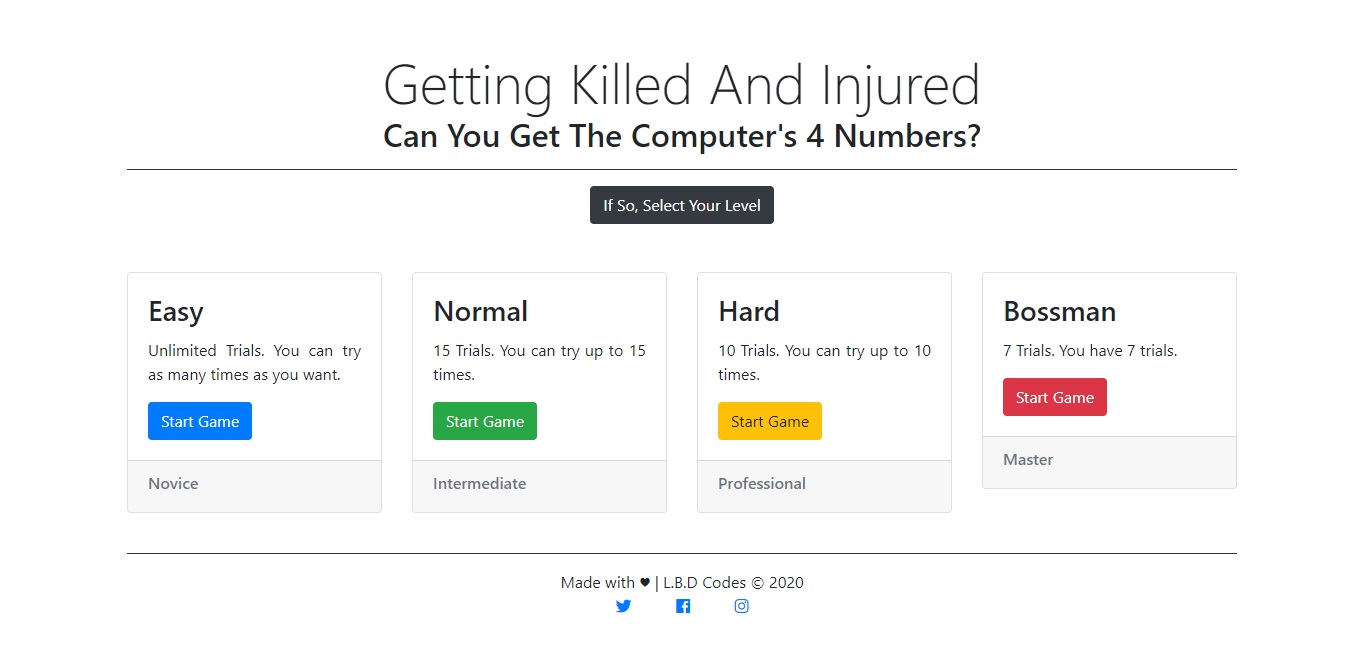 Getting Killed And Injured
Can You Get The Computer's 4 Numbers?
If So, Select Your Level
Easy
Unlimited Trials. You can try
as many times as you want.
Start Game
Novice
Normal
15 Trials. You can try up to 15
times.
Start Game
Intermediate
Hard
10 Trials. You can try up to 10
times.
Start Game
Professional
Bossman
7 Trials. You have 7 trials.
Start Game
Master
Made with ♥ | L.B.D Codes © 2020